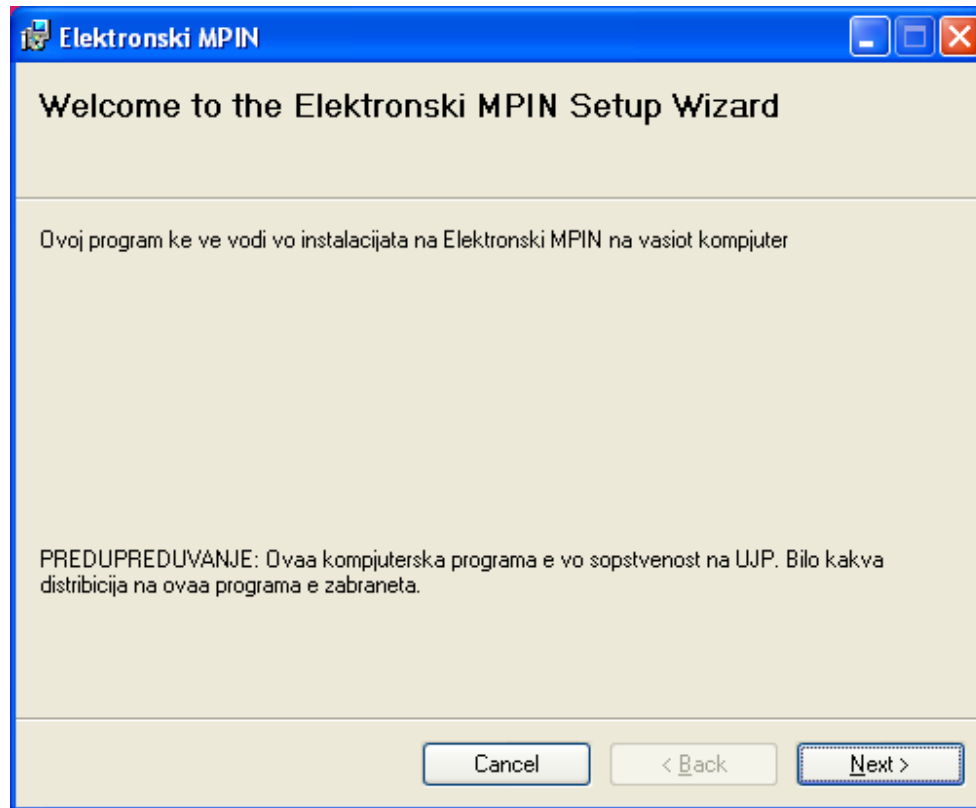 Elektronski MPIN
Welcome to the Elektronski MPIN Setup Wizard
Ovoj program ke ve vodi vo instalacijata na Elektronski MPIN na vasiot kompjuter
PREDUPREDUVANJE: Ovaa kompjuterska programa e vo sopstvenost na UJP. Bilo kakva
distribicija na ovaa programa e zabraneta.
Cancel
< Back
Next >